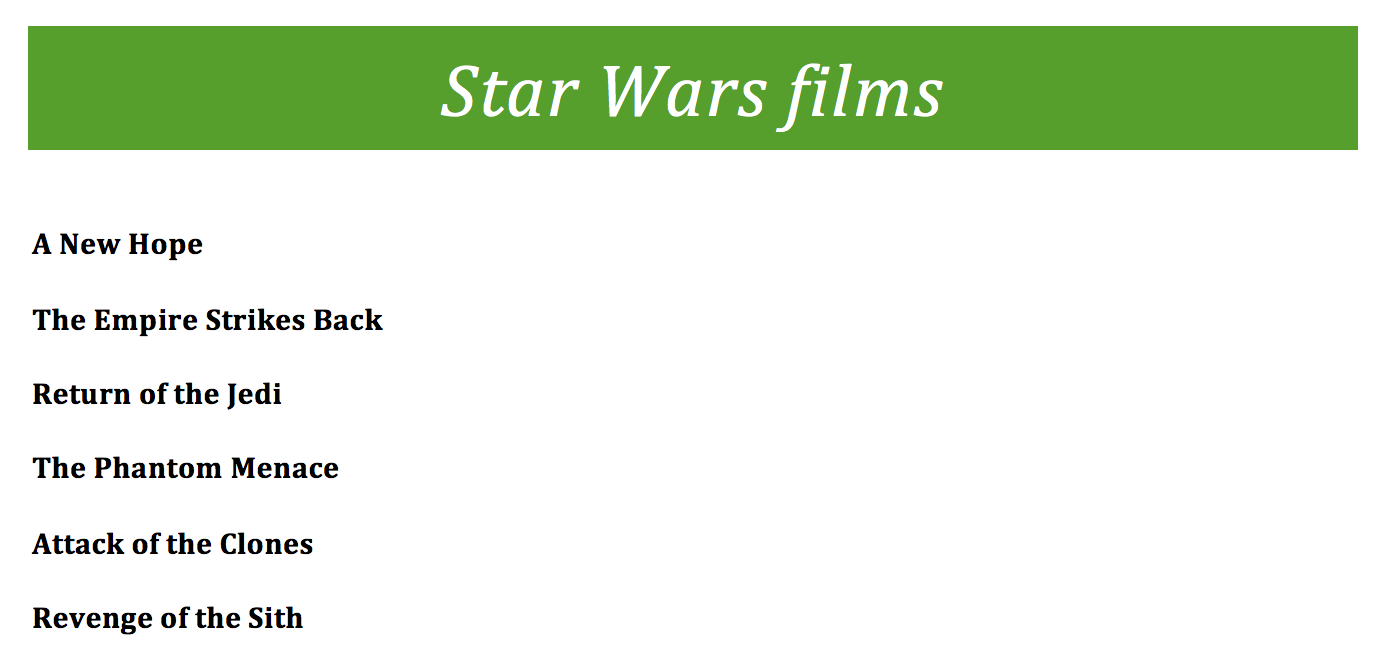 Star Wars films
A New Hope
The Empire Strikes Back
Return of the Jedi
The Phantom Menace
Attack of the Clones
Revenge of the Sith